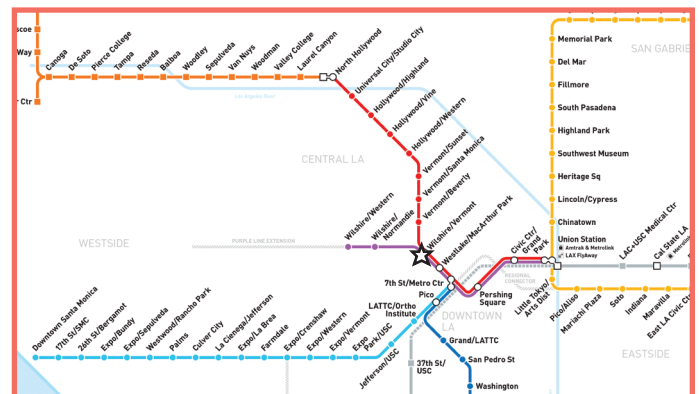 scoe
Way
r Ctr
Canoga
De Soto
Pierce College
Tampa
Reseda
Balboa
Woodley
Sepulveda
Van Nuys
Woodman
Valley College
Laurel Canyon
North Hollywood
Universal City/Studio City
Hollywood/Highland
Hollywood/Vine
Hollywood/Western
Vermont/Sunset
Vermont/Santa Monica
Vermont/Beverly
Wilshire/Vermont
Los Angeles River
CENTRAL LA
WESTSIDE
PURPLE LINE EXTENSION
Wilshire/Western
Wilshire/
Normandie
Westlake/MacArthur Park
7th St/Metro Ctr
Pershing
Square
Civic Ctr/
Grand
Park
Memorial Park
SAN GABRIE
Del Mar
Fillmore
South Pasadena
Highland Park
Southwest Museum
Heritage Sq
Lincoln/Cypress
Chinatown
Union Station
Amtrak & Metrolink
LAX FlyAway
LAC+USC Medical Ctr
Cal State LA
REGIONAL
CONNECTOR
Little Tokyo/
Arts Dist
Pico/Aliso
Mariachi Plaza
Soto
Indiana
Maravilla
East LA Civic Ct
EASTSIDE
DOWNTOWN
LA
Pico
LATTC/Ortho
Institute
Grand/LATTC
San Pedro St
Washington
37th St/
USC
Downtown Santa Monica
17th St/SMC
26th St/Bergamot
Expo/Bundy
Expo/Sepulveda
Westwood/Rancho Park
Palms
Culver City
La Cienega/Jefferson
Expo/La Brea
Farmdale
Expo/Crenshaw
Expo/Western
Expo/Vermont
Expo
Park/USC
Jefferson/USC